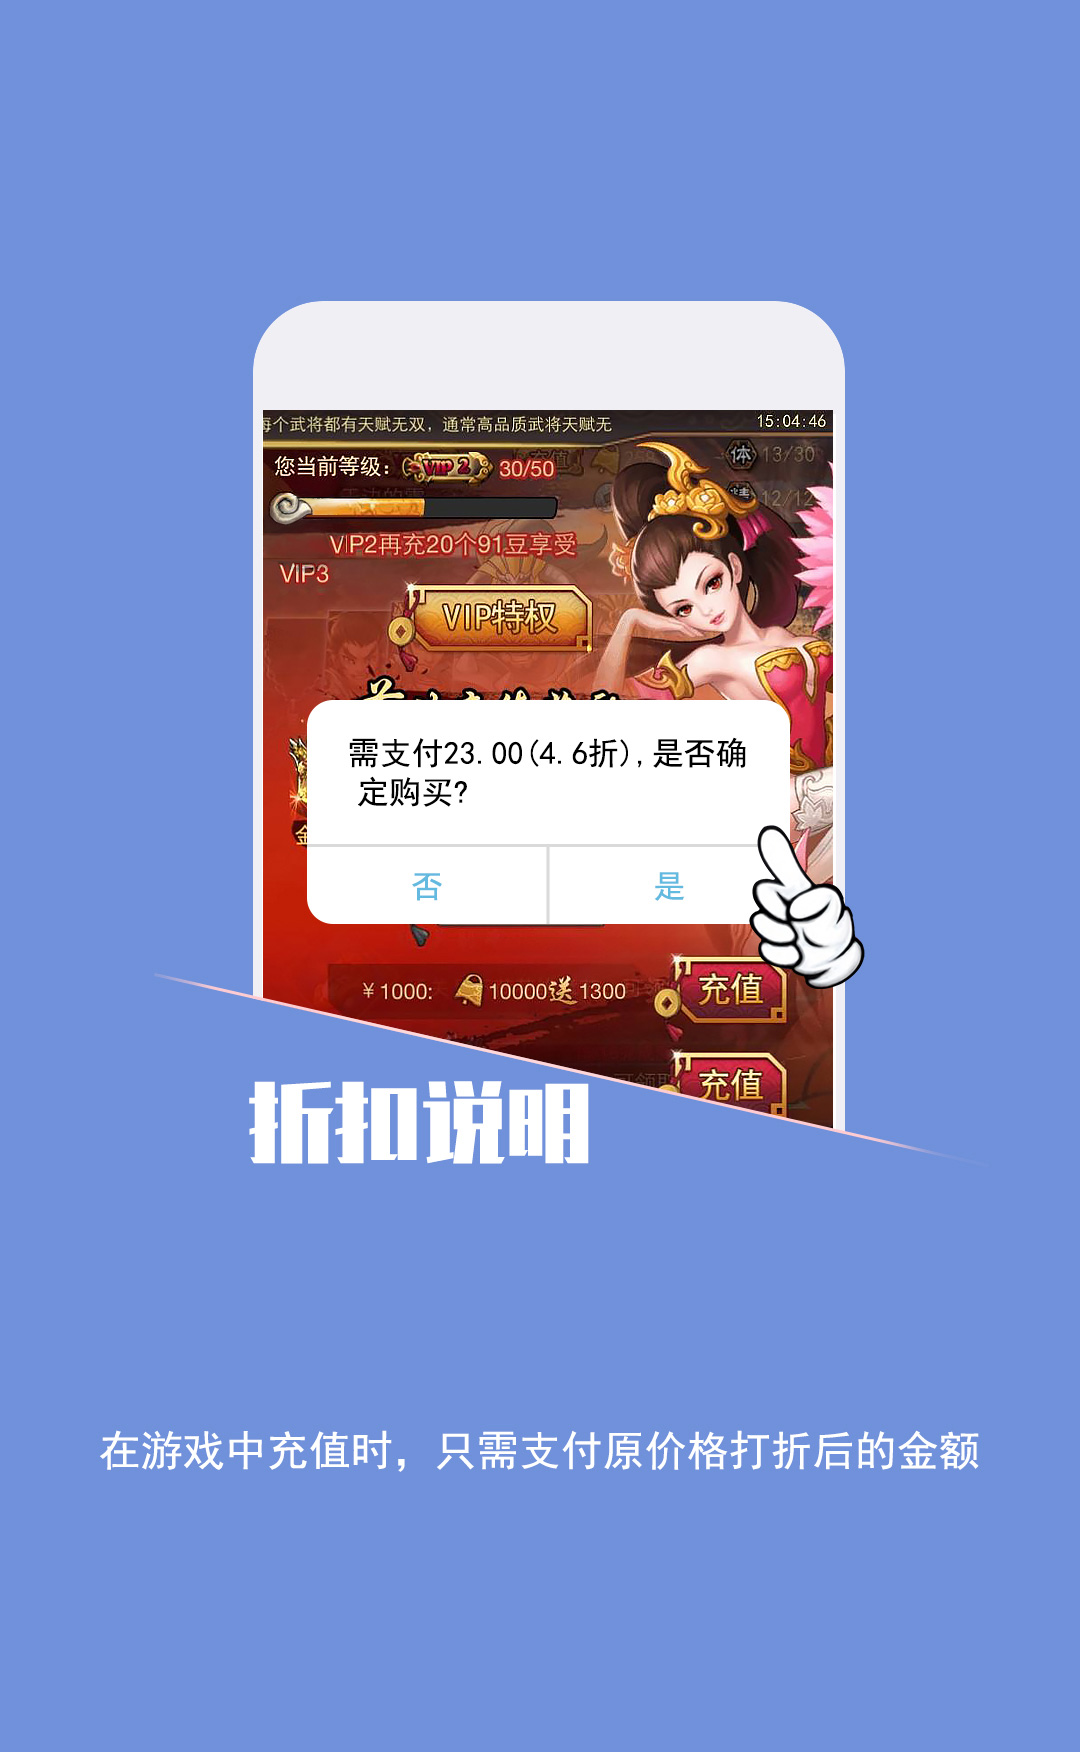 每个武将都有天赋无双，通常高品质武将天赋无
15:04:46
您当前等级：VIP 2 30/50
体 13/30
12/12
VIP2再充20个91豆享受
VIP3
VIP特权
需支付23.00(4.6折),是否确
定购买?
否 是
￥1000: 10000送1300 充值
充值
折扣说明
在游戏中充值时，只需支付原价格打折后的金额